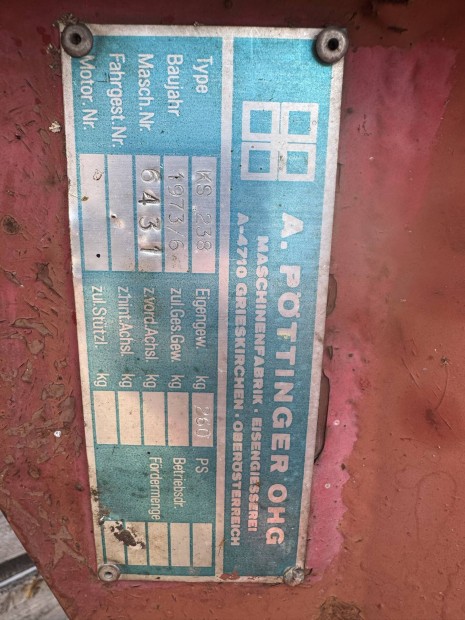 A. PÖTTINGER OHG
MASCHINENFABRIK · EISENGIESSEREI
A-4710 GRIESKIRCHEN · OBERÖSTERREICH
Type KS 238 Eigengew. kg 260 PS
Baujahr 1973/6 zul.Ges.Gew. kg Betriebsdr.
Masch.Nr. 6431 z.vord.Achsl. kg Fördermenge
Fahrgest.Nr. z.hint.Achsl. kg
Motor.Nr. zul.Stützl. kg